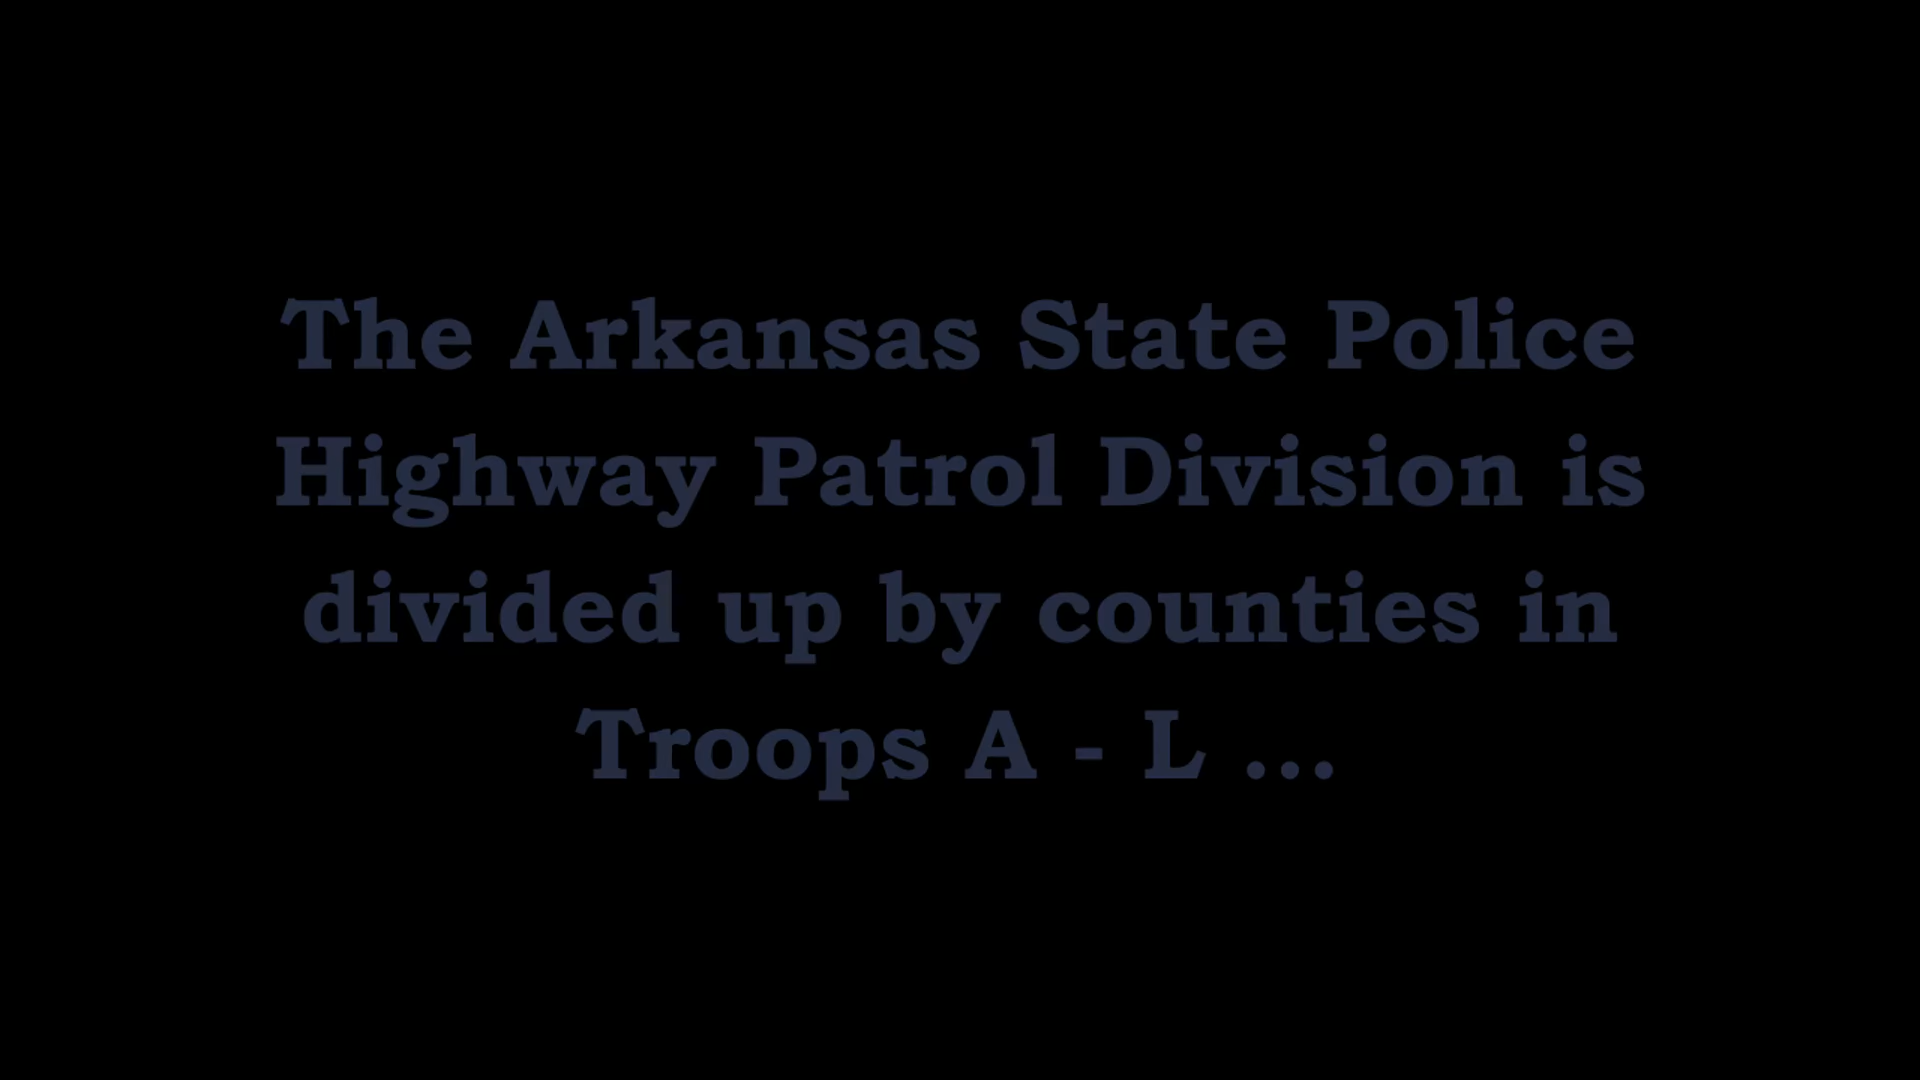 The Arkansas State Police
Highway Patrol Division is
divided up by counties in
Troops A - L ...